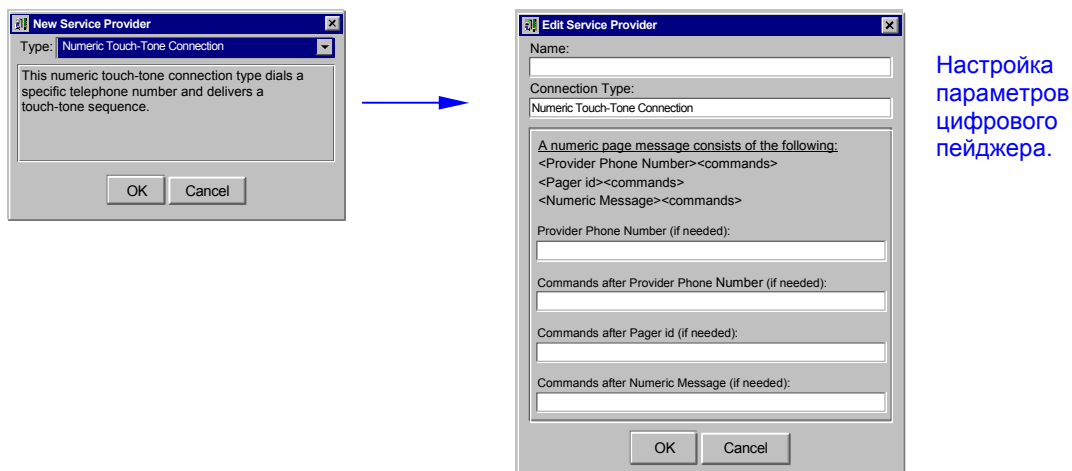 New Service Provider
Type: Numeric Touch-Tone Connection
This numeric touch-tone connection type dials a
specific telephone number and delivers a
touch-tone sequence.
OK Cancel
Edit Service Provider
Name:
Connection Type:
Numeric Touch-Tone Connection
A numeric page message consists of the following:
<Provider Phone Number><commands>
<Pager id><commands>
<Numeric Message><commands>
Provider Phone Number (if needed):
Commands after Provider Phone Number (if needed):
Commands after Pager id (if needed):
Commands after Numeric Message (if needed):
OK Cancel
Настройка
параметров
цифрового
пейджера.